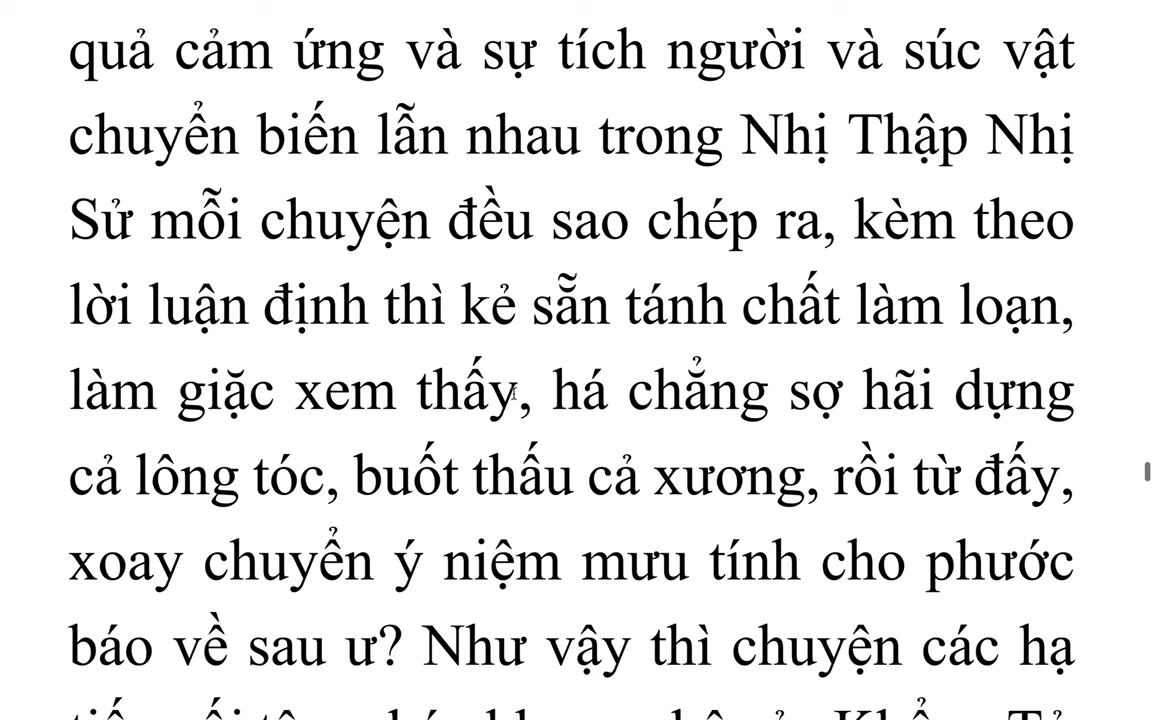 quả cảm ứng và sự tích người và súc vật
chuyển biến lẫn nhau trong Nhị Thập Nhị
Sử mỗi chuyện đều sao chép ra, kèm theo
lời luận định thì kẻ sẵn tánh chất làm loạn,
làm giặc xem thấy, há chẳng sợ hãi dựng
cả lông tóc, buốt thấu cả xương, rồi từ đấy,
xoay chuyển ý niệm mưu tính cho phước
báo về sau ư? Như vậy thì chuyện các hạ